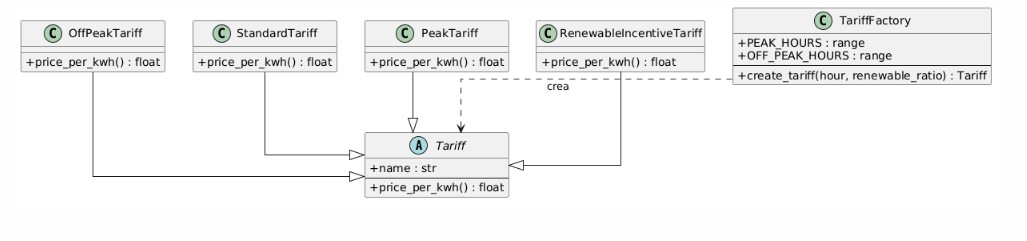 C OffPeakTariff
+price_per_kwh() : float
C StandardTariff
+price_per_kwh() : float
C PeakTariff
+price_per_kwh() : float
C RenewableIncentiveTariff
+price_per_kwh() : float
C TariffFactory
+PEAK_HOURS : range
+OFF_PEAK_HOURS : range
+create_tariff(hour, renewable_ratio) : Tariff
crea
A Tariff
+name : str
+price_per_kwh() : float